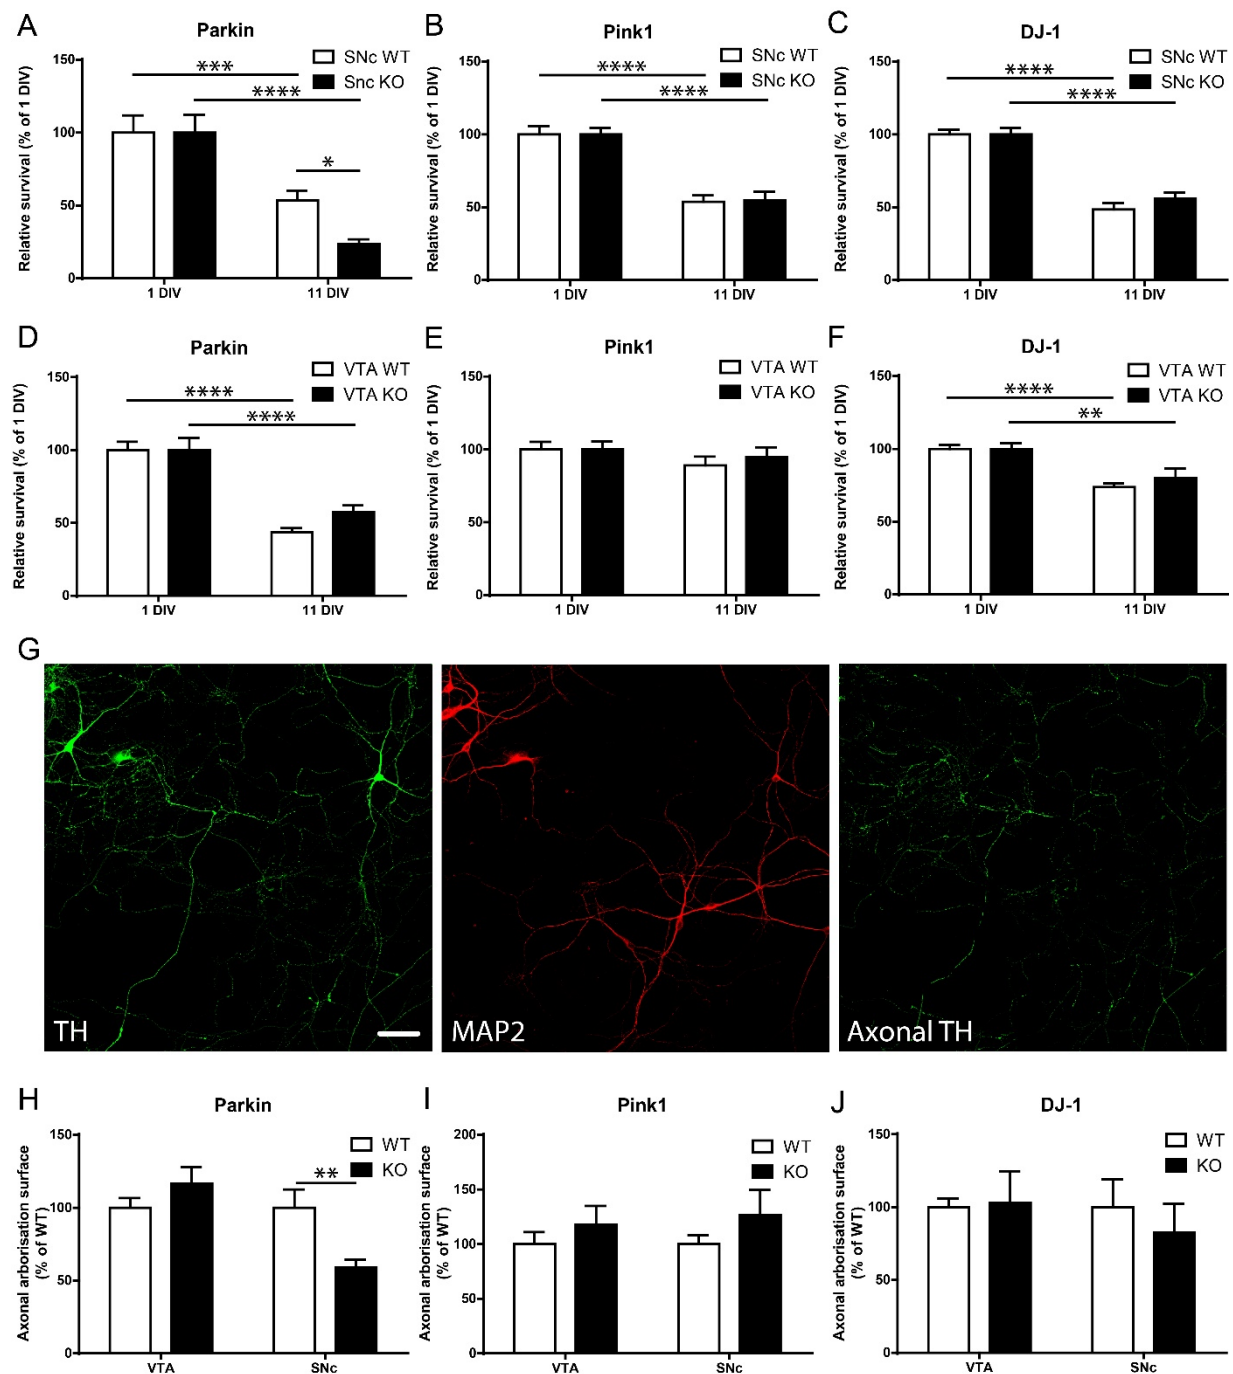 A
Parkin
SNc WT
Snc KO
Relative survival (% of 1 DIV)
150
100
50
0
***
****
*
1 DIV
11 DIV
B
Pink1
SNc WT
SNc KO
Relative survival (% of 1 DIV)
150
100
50
0
****
****
1 DIV
11 DIV
C
DJ-1
SNc WT
SNc KO
Relative survival (% of 1 DIV)
150
100
50
0
****
****
1 DIV
11 DIV
D
Parkin
VTA WT
VTA KO
Relative survival (% of 1 DIV)
150
100
50
0
****
****
1 DIV
11 DIV
E
Pink1
VTA WT
VTA KO
Relative survival (% of 1 DIV)
150
100
50
0
1 DIV
11 DIV
F
DJ-1
VTA WT
VTA KO
Relative survival (% of 1 DIV)
150
100
50
0
****
**
1 DIV
11 DIV
G
TH
MAP2
Axonal TH
H
Parkin
WT
KO
Axonal arborisation surface
(% of WT)
150
100
50
0
**
VTA
SNc
I
Pink1
WT
KO
Axonal arborisation surface
(% of WT)
200
150
100
50
0
VTA
SNc
J
DJ-1
WT
KO
Axonal arborisation surface
(% of WT)
150
100
50
0
VTA
SNc